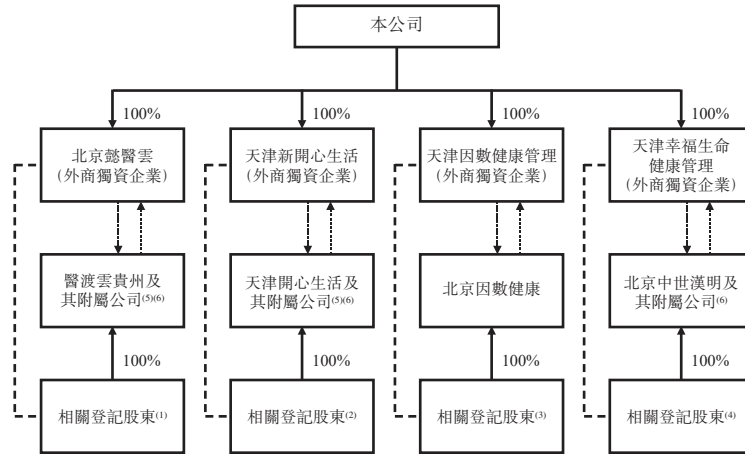 本公司
100%
100%
100%
100%
北京懿醫雲
(外商獨資企業)
天津新開心生活
(外商獨資企業)
天津因數健康管理
(外商獨資企業)
天津幸福生命
健康管理
(外商獨資企業)
醫渡雲貴州及
其附屬公司(5)(6)
天津開心生活及
其附屬公司(5)(6)
北京因數健康
北京中世漢明及
其附屬公司(6)
100%
100%
100%
100%
相關登記股東(1)
相關登記股東(2)
相關登記股東(3)
相關登記股東(4)